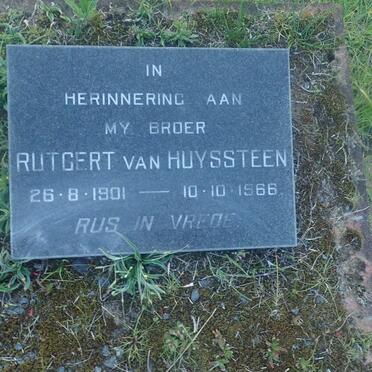 IN
HERINNERING AAN
MY BROER
RUTGERT VAN HUYSSTEEN
26·8·1901 — 10·10·1966
RUS IN VREDE